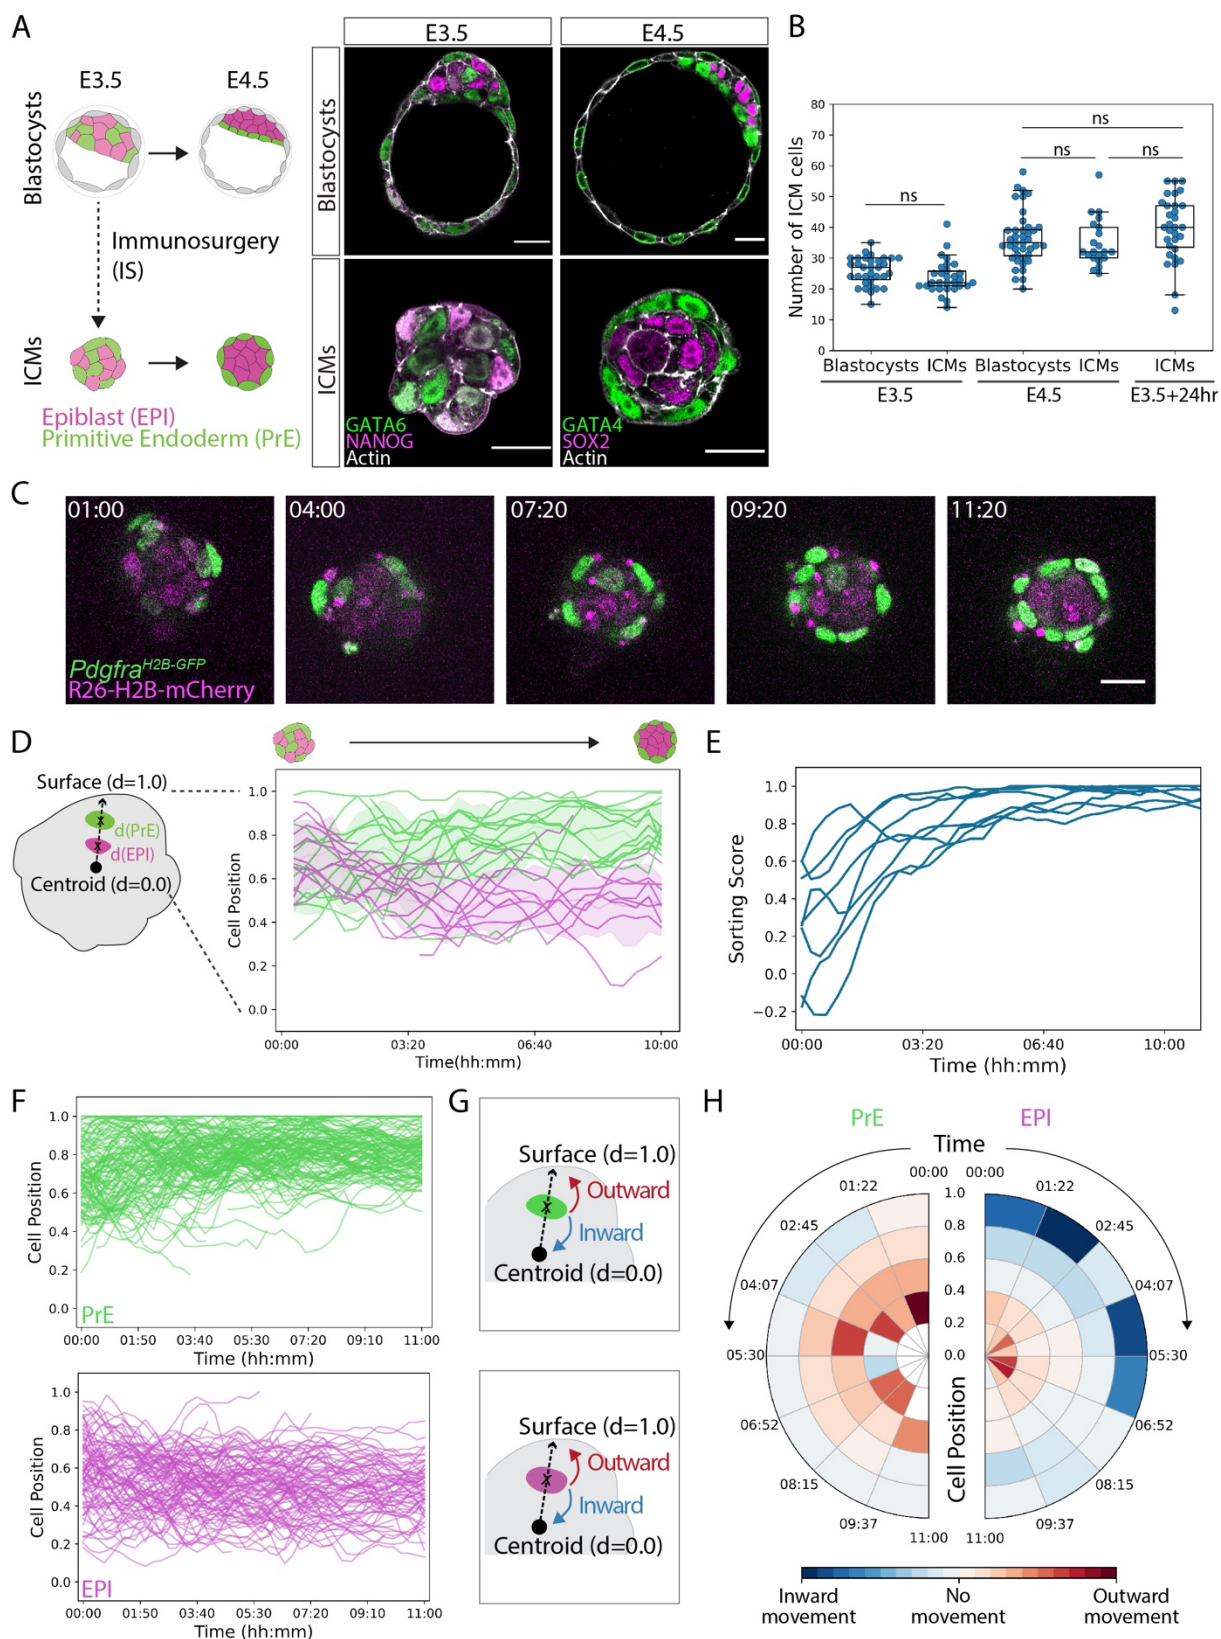 A
E3.5
E4.5
Blastocysts
Immunosurgery
(IS)
ICMs
Epiblast (EPI)
Primitive Endoderm (PrE)
E3.5
E4.5
Blastocysts
ICMs
GATA6
NANOG
Actin
GATA4
SOX2
Actin
B
Number of ICM cells
80
70
60
50
40
30
20
10
0
ns
ns
ns
ns
Blastocysts ICMs
E3.5
Blastocysts ICMs
E4.5
ICMs
E3.5+24hr
C
01:00
04:00
07:20
09:20
11:20
Pdgfra^H2B-GFP
R26-H2B-mCherry
D
Surface (d=1.0)
d(PrE)
d(EPI)
Centroid (d=0.0)
Cell Position
1.0
0.8
0.6
0.4
0.2
0.0
00:00 03:20 06:40 10:00
Time(hh:mm)
E
Sorting Score
1.0
0.8
0.6
0.4
0.2
0.0
−0.2
00:00 03:20 06:40 10:00
Time (hh:mm)
F
Cell Position
1.0
0.8
0.6
0.4
0.2
0.0
PrE
00:00 01:50 03:40 05:30 07:20 09:10 11:00
Time (hh:mm)
Cell Position
1.0
0.8
0.6
0.4
0.2
0.0
EPI
00:00 01:50 03:40 05:30 07:20 09:10 11:00
Time (hh:mm)
G
Surface (d=1.0)
Outward
Inward
Centroid (d=0.0)
Surface (d=1.0)
Outward
Inward
Centroid (d=0.0)
H
PrE
EPI
Time
00:00 00:00
01:22 01:22
02:45 02:45
04:07 04:07
05:30 05:30
06:52 06:52
08:15 08:15
09:37 09:37
11:00 11:00
1.0
0.8
0.6
0.4
0.2
0.0
Cell Position
Inward
movement
No
movement
Outward
movement